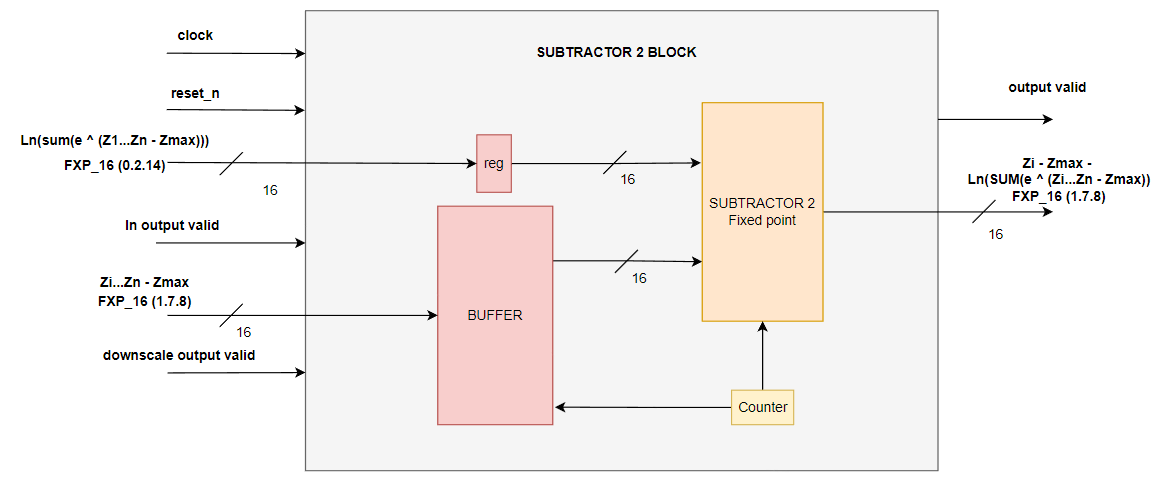 clock
SUBTRACTOR 2 BLOCK
output valid
reset_n
Ln(sum(e ^ (Z1...Zn - Zmax)))
FXP_16 (0.2.14)
16
reg
16
Zi - Zmax -
Ln(SUM(e ^ (Zi...Zn - Zmax))
FXP_16 (1.7.8)
16
SUBTRACTOR 2
Fixed point
ln output valid
16
Zi...Zn - Zmax
FXP_16 (1.7.8)
16
BUFFER
downscale output valid
Counter